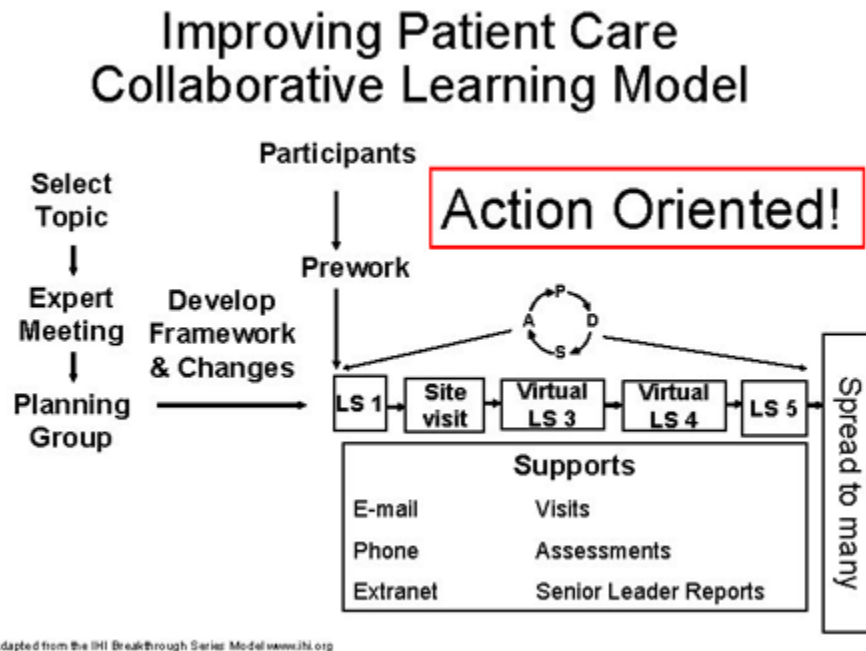 Improving Patient Care
Collaborative Learning Model
Participants
Select
Topic
Action Oriented!
Prework
Expert
Meeting
Develop
Framework
& Changes
P
A
D
S
Planning
Group
LS 1
Site
visit
Virtual
LS 3
Virtual
LS 4
LS 5
Spread to many
Supports
E-mail
Visits
Phone
Assessments
Extranet
Senior Leader Reports
dapted from the IHI Breakthrough Series Model www.ihi.org